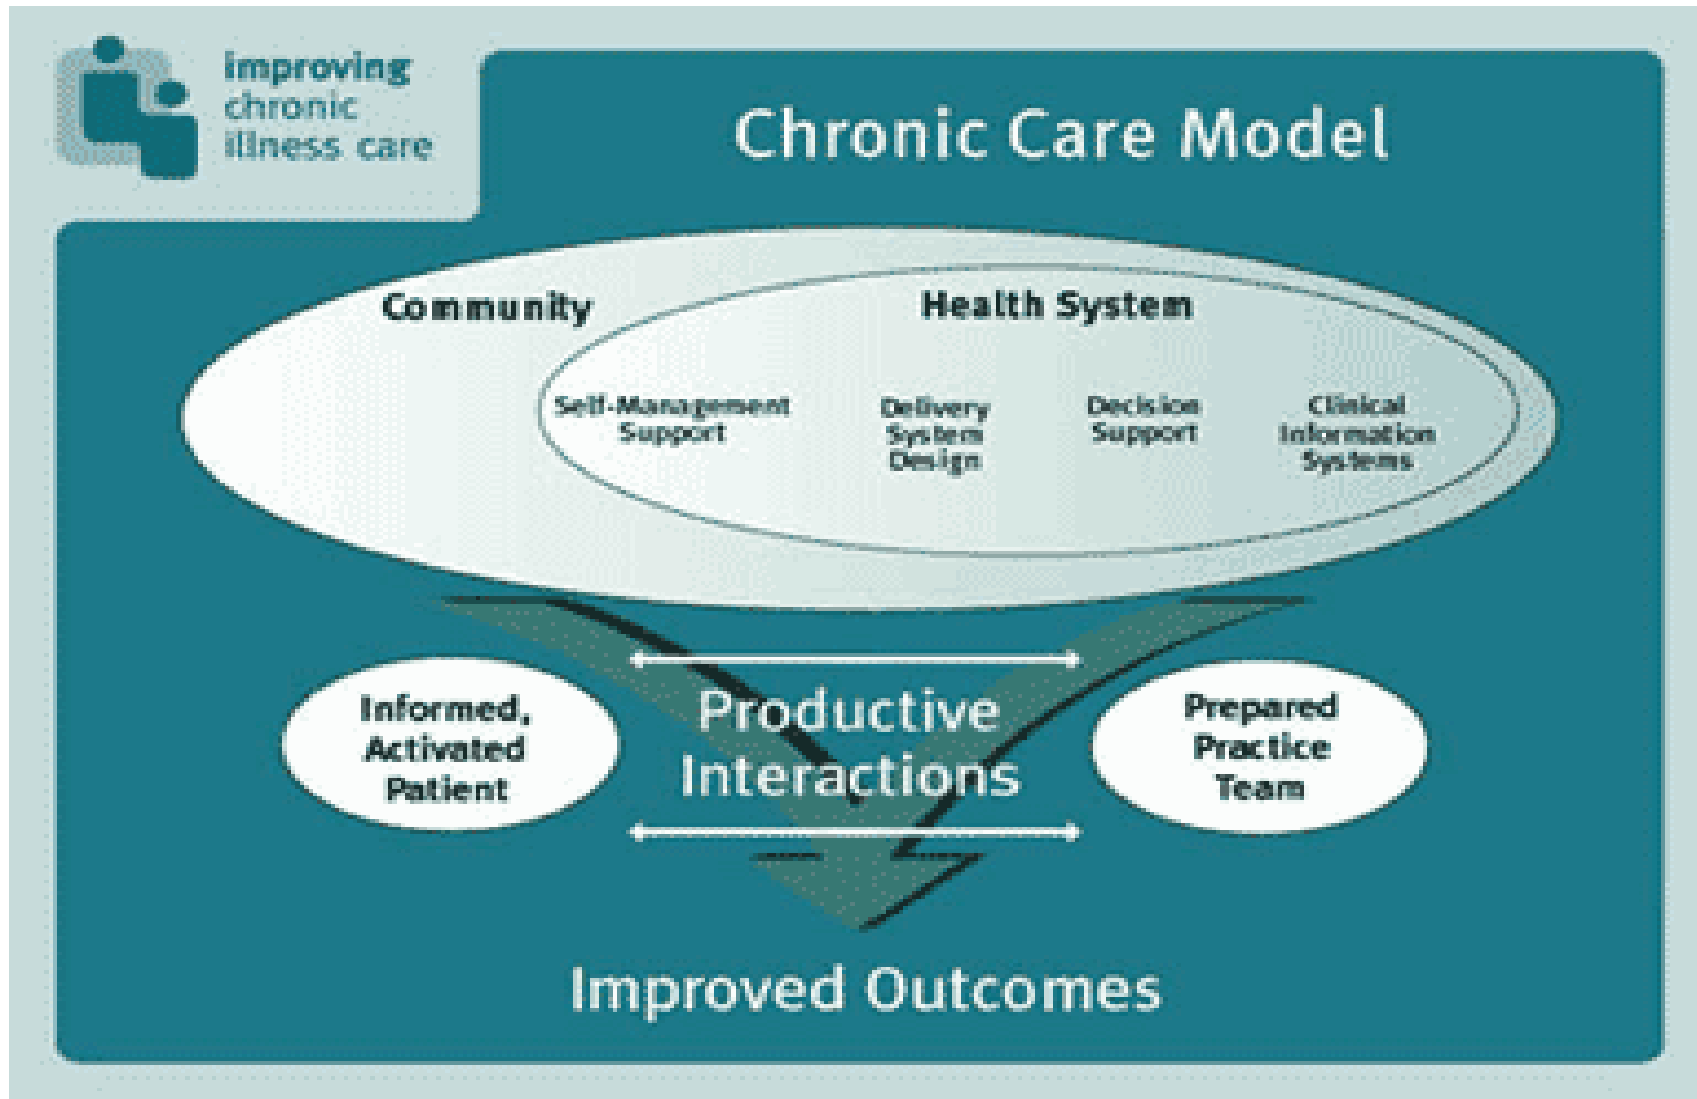 improving
chronic
illness care
Chronic Care Model
Community
Health System
Self-Management
Support
Delivery
System
Design
Decision
Support
Clinical
Information
Systems
Informed,
Activated
Patient
Productive
Interactions
Prepared
Practice
Team
Improved Outcomes